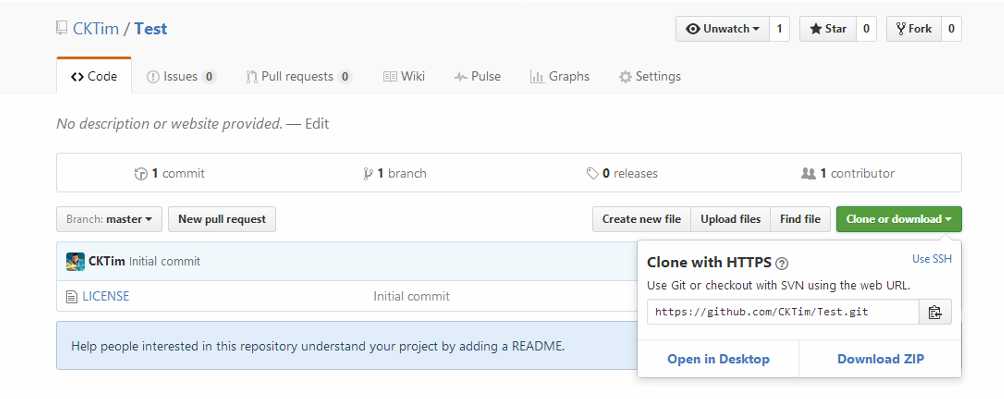 CKTim / Test
Unwatch 1 Star 0 Fork 0
Code Issues 0 Pull requests 0 Wiki Pulse Graphs Settings
No description or website provided. — Edit
1 commit 1 branch 0 releases 1 contributor
Branch: master New pull request Create new file Upload files Find file Clone or download
CKTim Initial commit
LICENSE Initial commit
Help people interested in this repository understand your project by adding a README.
Clone with HTTPS ? Use SSH
Use Git or checkout with SVN using the web URL.
https://github.com/CKTim/Test.git
Open in Desktop Download ZIP